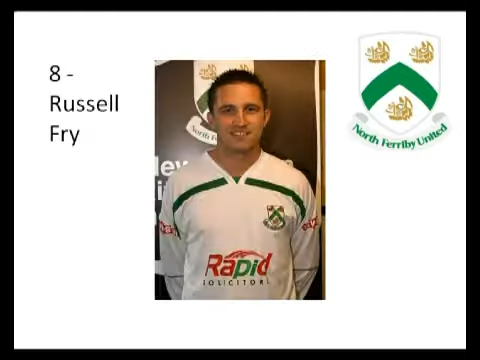 8 -
Russell
Fry
North Ferriby United
Rapid
SOLICITORS